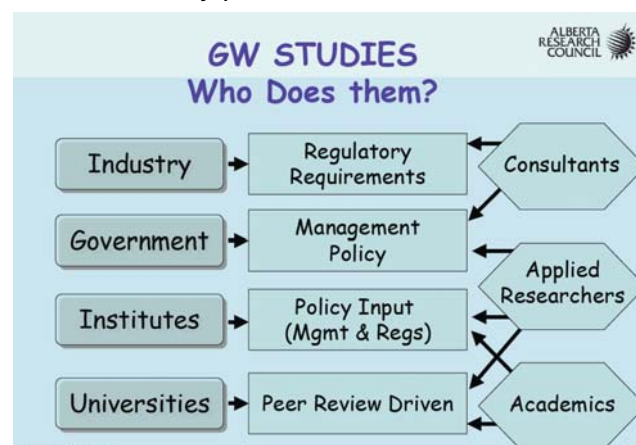 GW STUDIES
Who Does them?
ALBERTA
RESEARCH
COUNCIL
Industry
Regulatory
Requirements
Consultants
Government
Management
Policy
Applied
Researchers
Institutes
Policy Input
(Mgmt & Regs)
Universities
Peer Review Driven
Academics